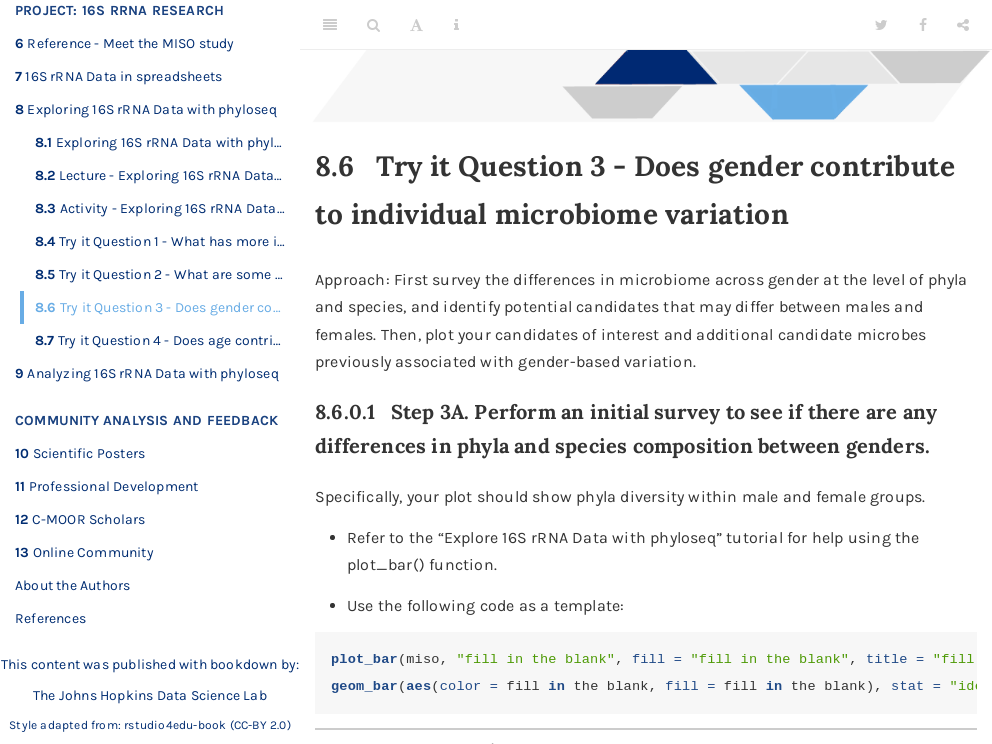 PROJECT: 16S RRNA RESEARCH
6 Reference - Meet the MISO study
7 16S rRNA Data in spreadsheets
8 Exploring 16S rRNA Data with phyloseq
8.1 Exploring 16S rRNA Data with phyl...
8.2 Lecture - Exploring 16S rRNA Data...
8.3 Activity - Exploring 16S rRNA Data...
8.4 Try it Question 1 - What has more i...
8.5 Try it Question 2 - What are some ...
8.6 Try it Question 3 - Does gender co...
8.7 Try it Question 4 - Does age contri...
9 Analyzing 16S rRNA Data with phyloseq
COMMUNITY ANALYSIS AND FEEDBACK
10 Scientific Posters
11 Professional Development
12 C-MOOR Scholars
13 Online Community
About the Authors
References
This content was published with bookdown by:
The Johns Hopkins Data Science Lab
Style adapted from: rstudio4edu-book (CC-BY 2.0)
8.6 Try it Question 3 - Does gender contribute
to individual microbiome variation
Approach: First survey the differences in microbiome across gender at the level of phyla
and species, and identify potential candidates that may differ between males and
females. Then, plot your candidates of interest and additional candidate microbes
previously associated with gender-based variation.
8.6.0.1 Step 3A. Perform an initial survey to see if there are any
differences in phyla and species composition between genders.
Specifically, your plot should show phyla diversity within male and female groups.
• Refer to the “Explore 16S rRNA Data with phyloseq” tutorial for help using the
plot_bar() function.
• Use the following code as a template:
plot_bar(miso, "fill in the blank", fill = "fill in the blank", title = "fill
geom_bar(aes(color = fill in the blank, fill = fill in the blank), stat = "ide